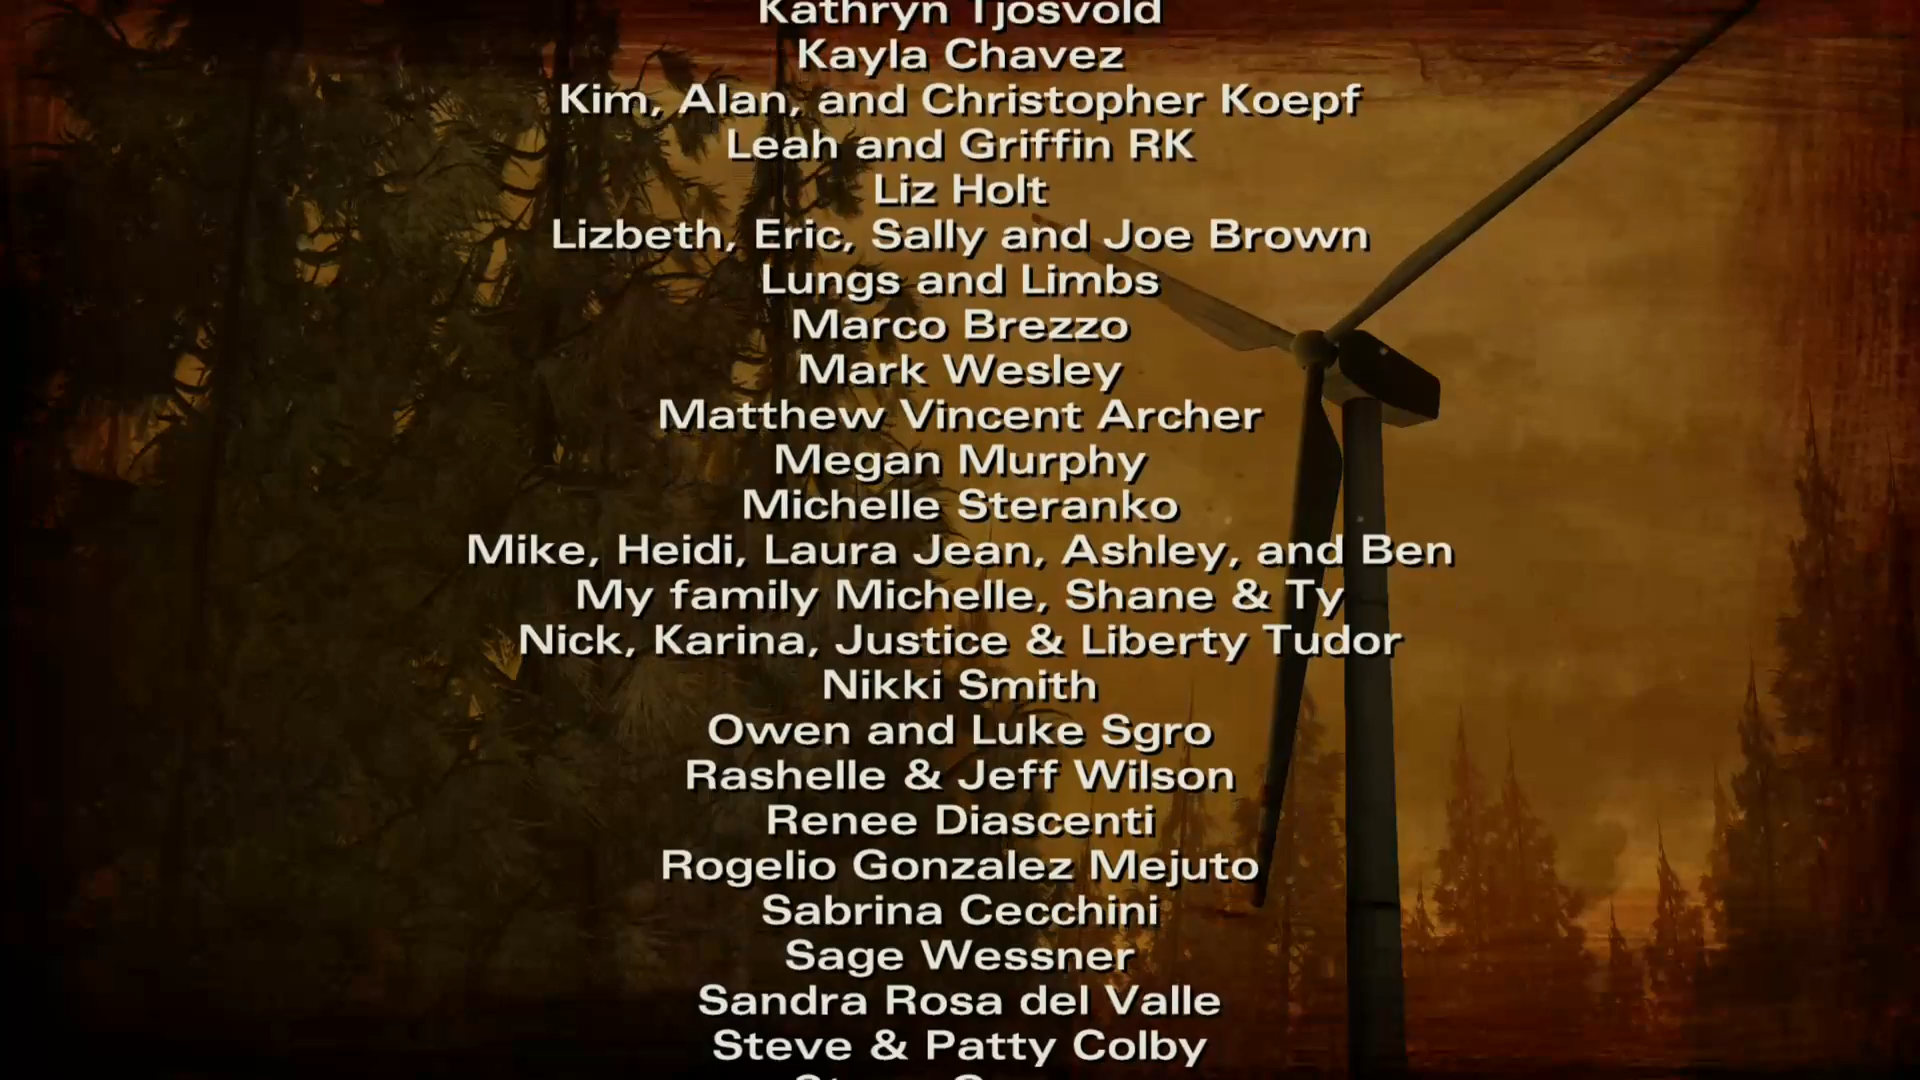 Kathryn Tjosvold
Kayla Chavez
Kim, Alan, and Christopher Koepf
Leah and Griffin RK
Liz Holt
Lizbeth, Eric, Sally and Joe Brown
Lungs and Limbs
Marco Brezzo
Mark Wesley
Matthew Vincent Archer
Megan Murphy
Michelle Steranko
Mike, Heidi, Laura Jean, Ashley, and Ben
My family Michelle, Shane & Ty
Nick, Karina, Justice & Liberty Tudor
Nikki Smith
Owen and Luke Sgro
Rashelle & Jeff Wilson
Renee Diascenti
Rogelio Gonzalez Mejuto
Sabrina Cecchini
Sage Wessner
Sandra Rosa del Valle
Steve & Patty Colby